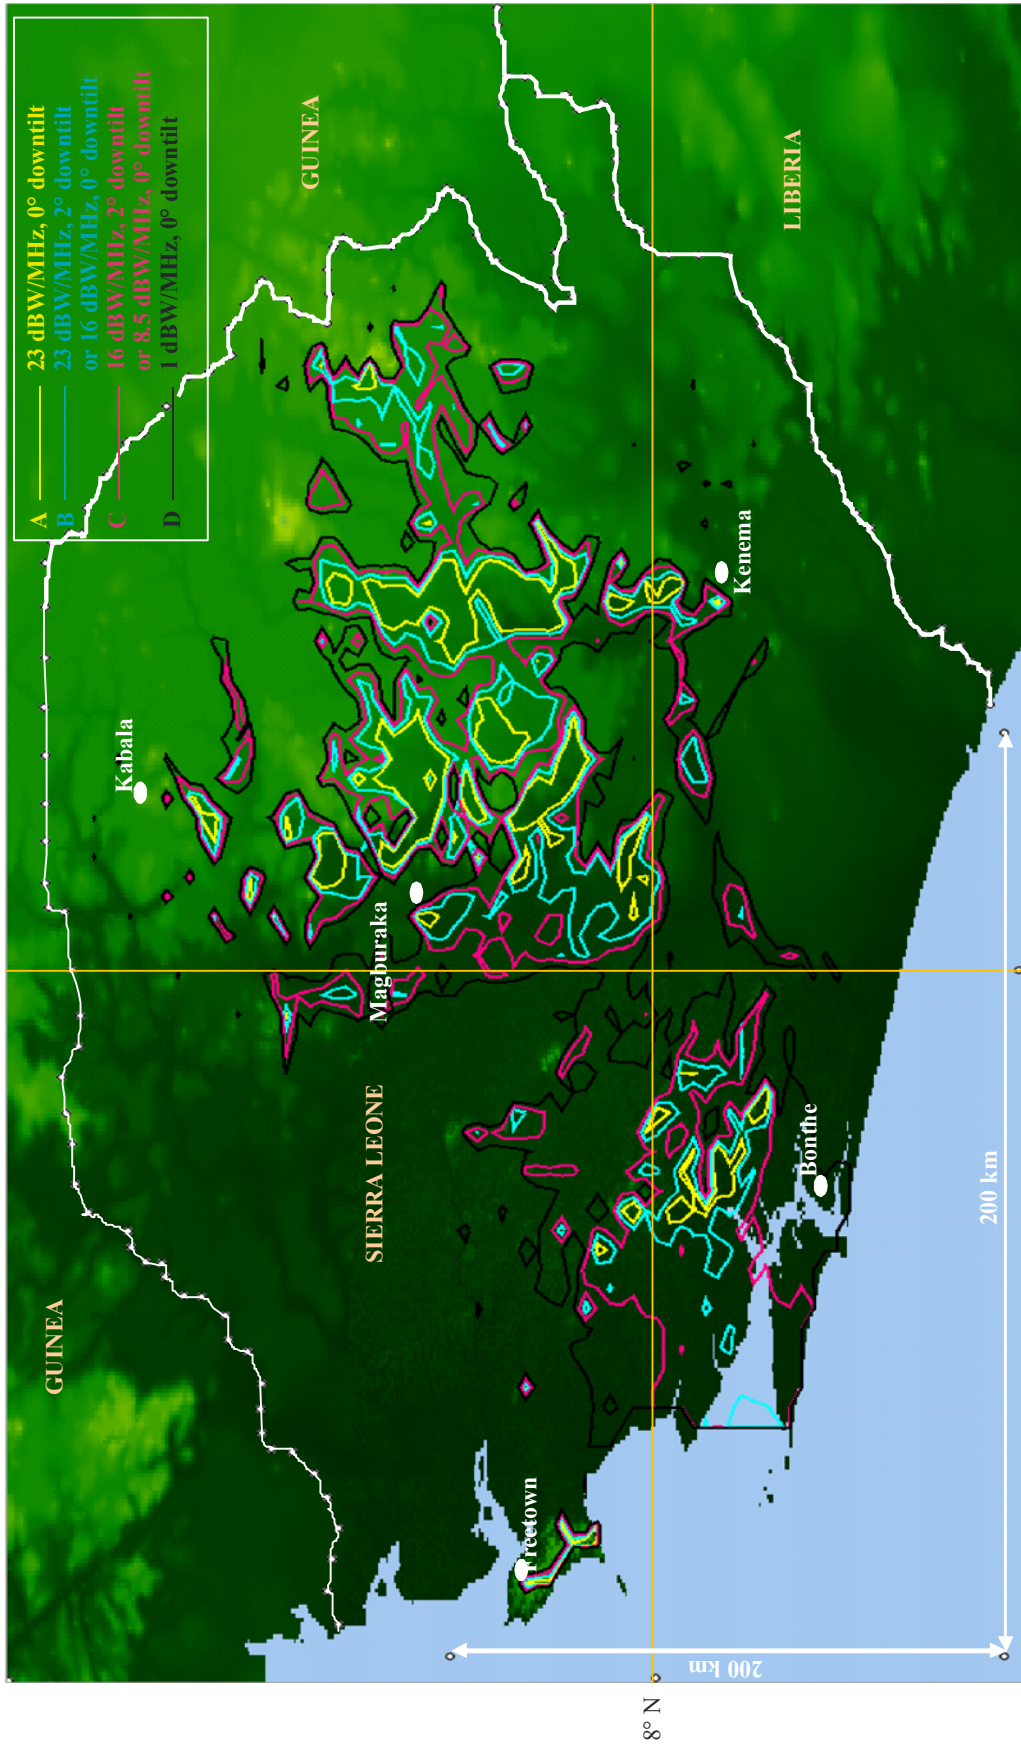 A 23 dBW/MHz, 0° downtilt
B 23 dBW/MHz, 2° downtilt
or 16 dBW/MHz, 0° downtilt
C 16 dBW/MHz, 2° downtilt
or 8.5 dBW/MHz, 0° downtilt
D 1 dBW/MHz, 0° downtilt
GUINEA
GUINEA
LIBERIA
SIERRA LEONE
Kabala
Magburaka
Kenema
Bonthe
Freetown
200 km
200 km
8° N